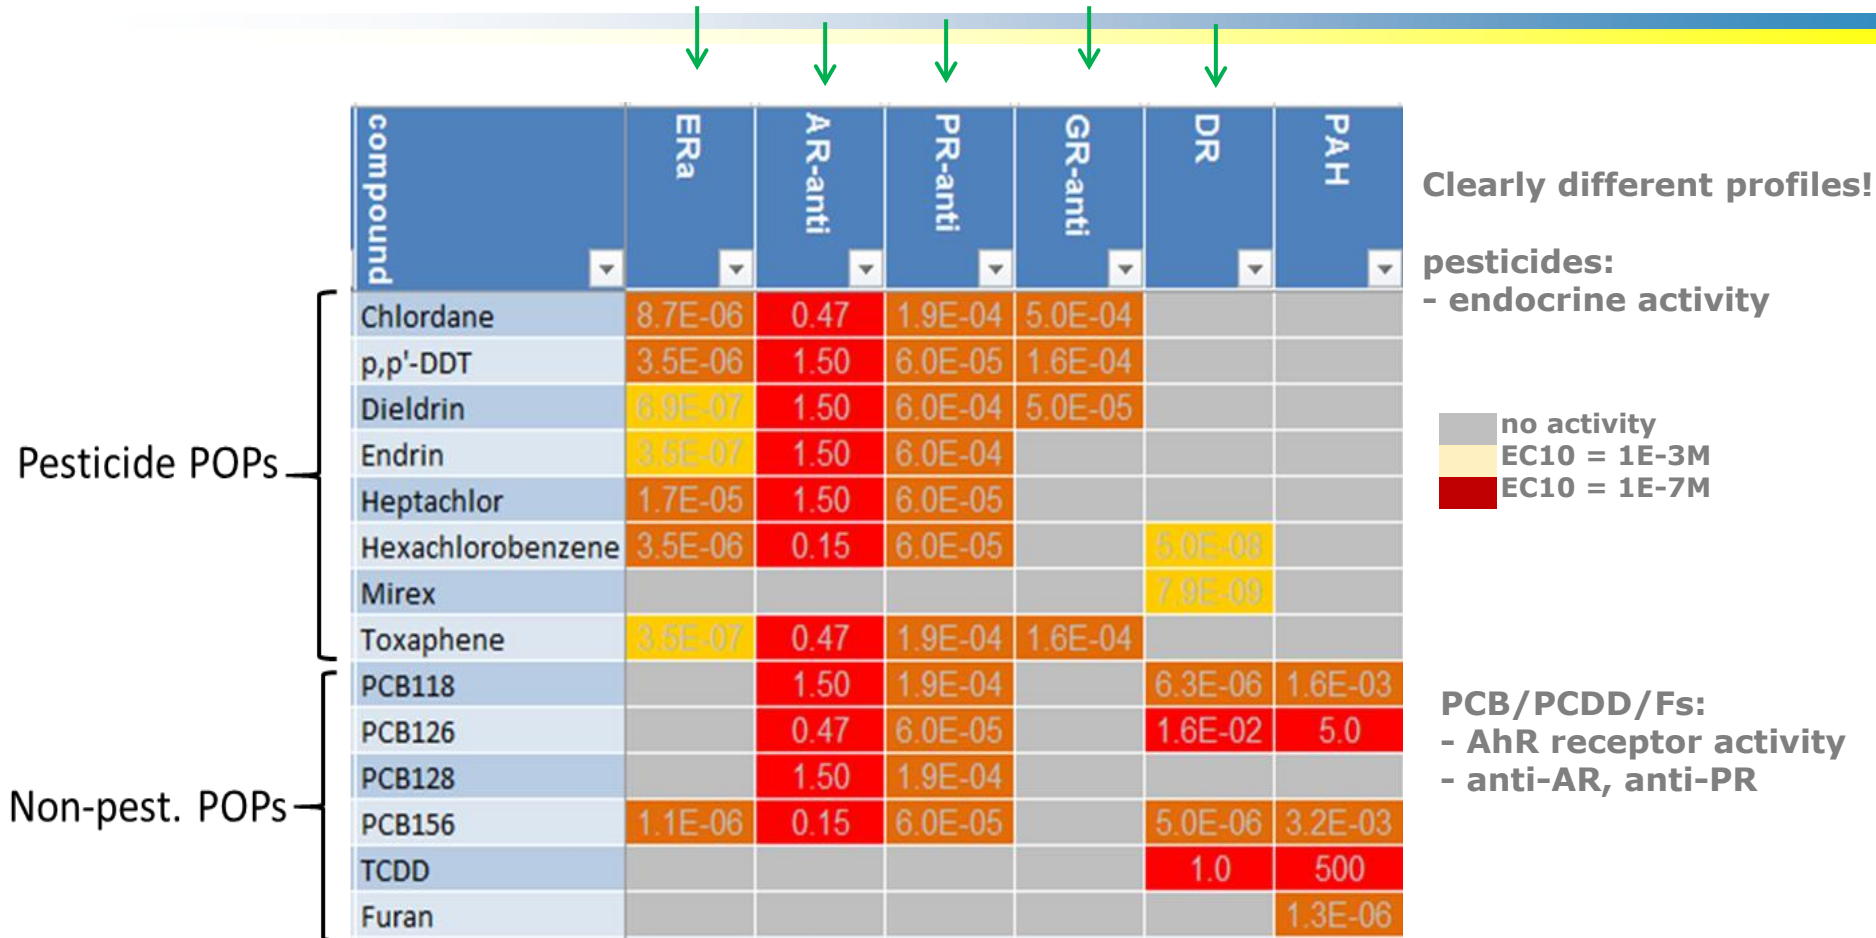 compound ERa AR-anti PR-anti GR-anti DR PAH
Chlordane 8.7E-06 0.47 1.9E-04 5.0E-04
p,p'-DDT 3.5E-06 1.50 6.0E-05 1.6E-04
Dieldrin 6.9E-07 1.50 6.0E-04 5.0E-05
Endrin 3.5E-07 1.50 6.0E-04
Heptachlor 1.7E-05 1.50 6.0E-05
Hexachlorobenzene 3.5E-06 0.15 6.0E-05 5.0E-08
Mirex 7.9E-09
Toxaphene 3.5E-07 0.47 1.9E-04 1.6E-04
PCB118 1.50 1.9E-04 6.3E-06 1.6E-03
PCB126 0.47 6.0E-05 1.6E-02 5.0
PCB128 1.50 1.9E-04
PCB156 1.1E-06 0.15 6.0E-05 5.0E-06 3.2E-03
TCDD 1.0 500
Furan 1.3E-06
Pesticide POPs
Non-pest. POPs
Clearly different profiles!
pesticides:
- endocrine activity
no activity
EC10 = 1E-3M
EC10 = 1E-7M
PCB/PCDD/Fs:
- AhR receptor activity
- anti-AR, anti-PR